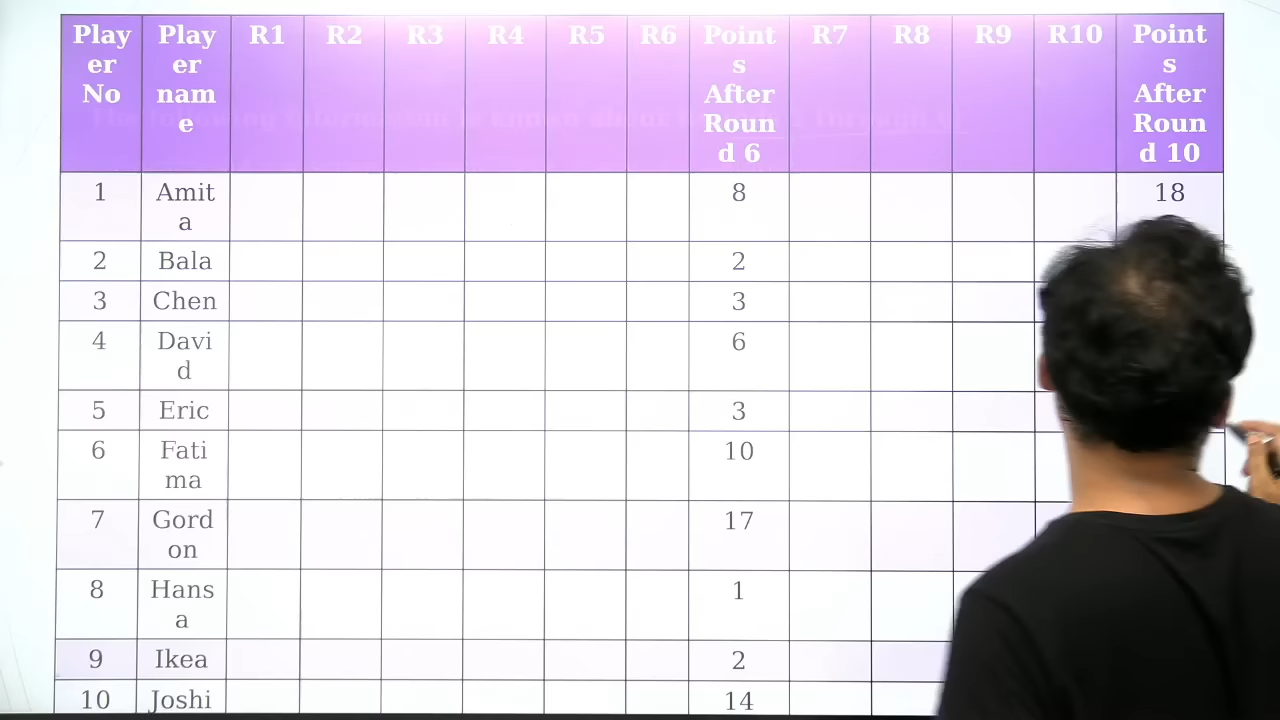 Player No Player name R1 R2 R3 R4 R5 R6 Points After Round 6 R7 R8 R9 R10 Points After Round 10
1 Amita 8 18
2 Bala 2
3 Chen 3
4 David 6
5 Eric 3
6 Fatima 10
7 Gordon 17
8 Hansa 1
9 Ikea 2
10 Joshi 14